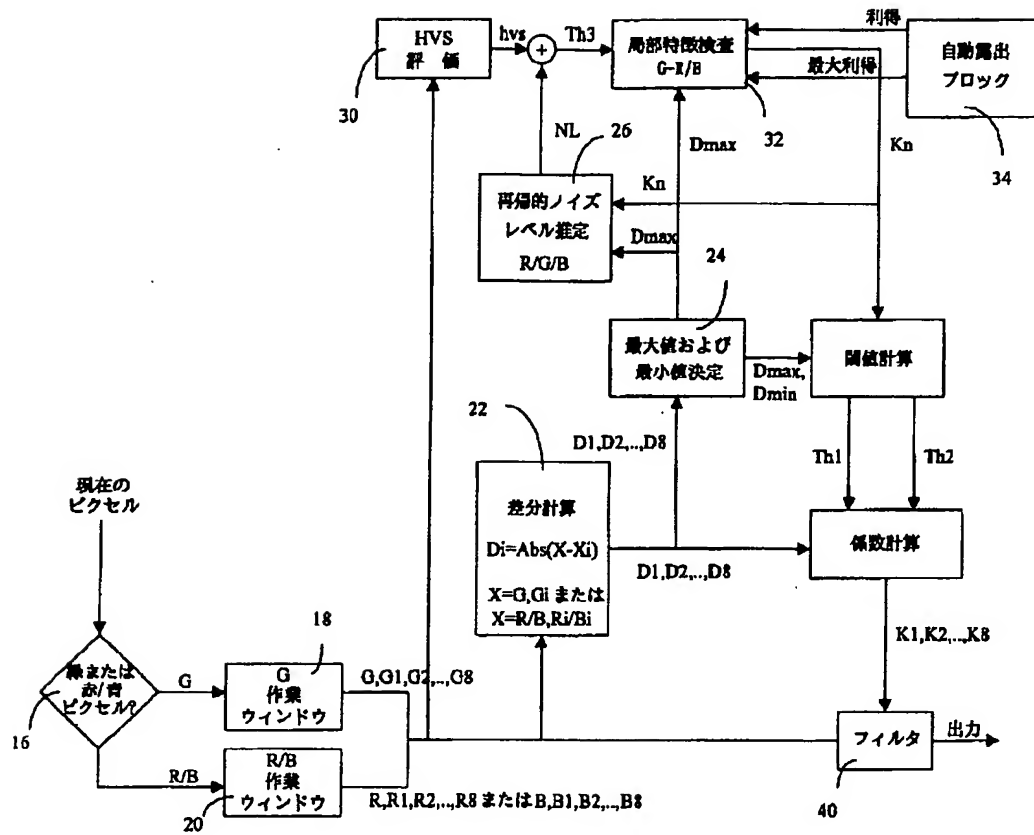 HVS
評　価
30
hvs
+
Th3
局部特徴検査
G-R/B
32
利得
最大利得
自動露出
ブロック
34
NL
26
Dmax
Kn
Kn
再帰的ノイズ
レベル推定
R/G/B
Dmax
24
最大値および
最小値決定
Dmax,
Dmin
閾値計算
22
D1,D2,..,D8
Th1
Th2
現在の
ピクセル
差分計算
Di=Abs(X-Xi)
X=G,Gi または
X=R/B,Ri/Bi
D1,D2,..,D8
係数計算
K1,K2,..,K8
緑または
赤/青
ピクセル?
16
G
18
G
作業
ウィンドウ
G,G1,G2,..,G8
R/B
R/B
作業
ウィンドウ
20
R,R1,R2,...,R8 または B,B1,B2,..,B8
フィルタ
出力
40